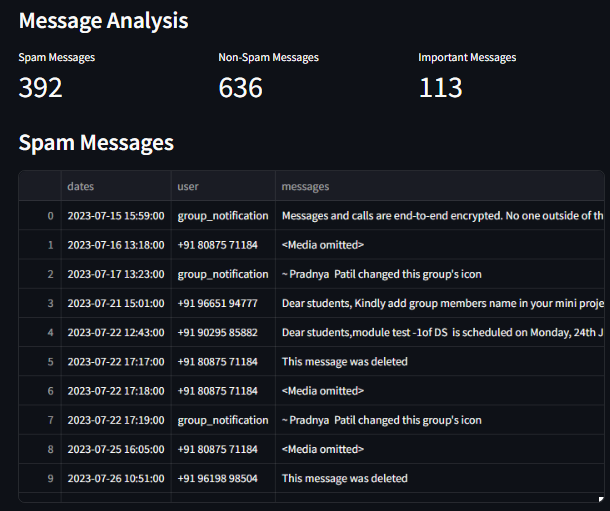 Message Analysis
Spam Messages Non-Spam Messages Important Messages
392 636 113
Spam Messages
dates user messages
0 2023-07-15 15:59:00 group_notification Messages and calls are end-to-end encrypted. No one outside of th
1 2023-07-16 13:18:00 +91 80875 71184 <Media omitted>
2 2023-07-17 13:23:00 group_notification ~ Pradnya Patil changed this group's icon
3 2023-07-21 15:01:00 +91 96651 94777 Dear students, Kindly add group members name in your mini proje
4 2023-07-22 12:43:00 +91 90295 85882 Dear students,module test -1of DS is scheduled on Monday, 24th J
5 2023-07-22 17:17:00 +91 80875 71184 This message was deleted
6 2023-07-22 17:18:00 +91 80875 71184 <Media omitted>
7 2023-07-22 17:19:00 group_notification ~ Pradnya Patil changed this group's icon
8 2023-07-25 16:05:00 +91 80875 71184 <Media omitted>
9 2023-07-26 10:51:00 +91 96198 98504 This message was deleted